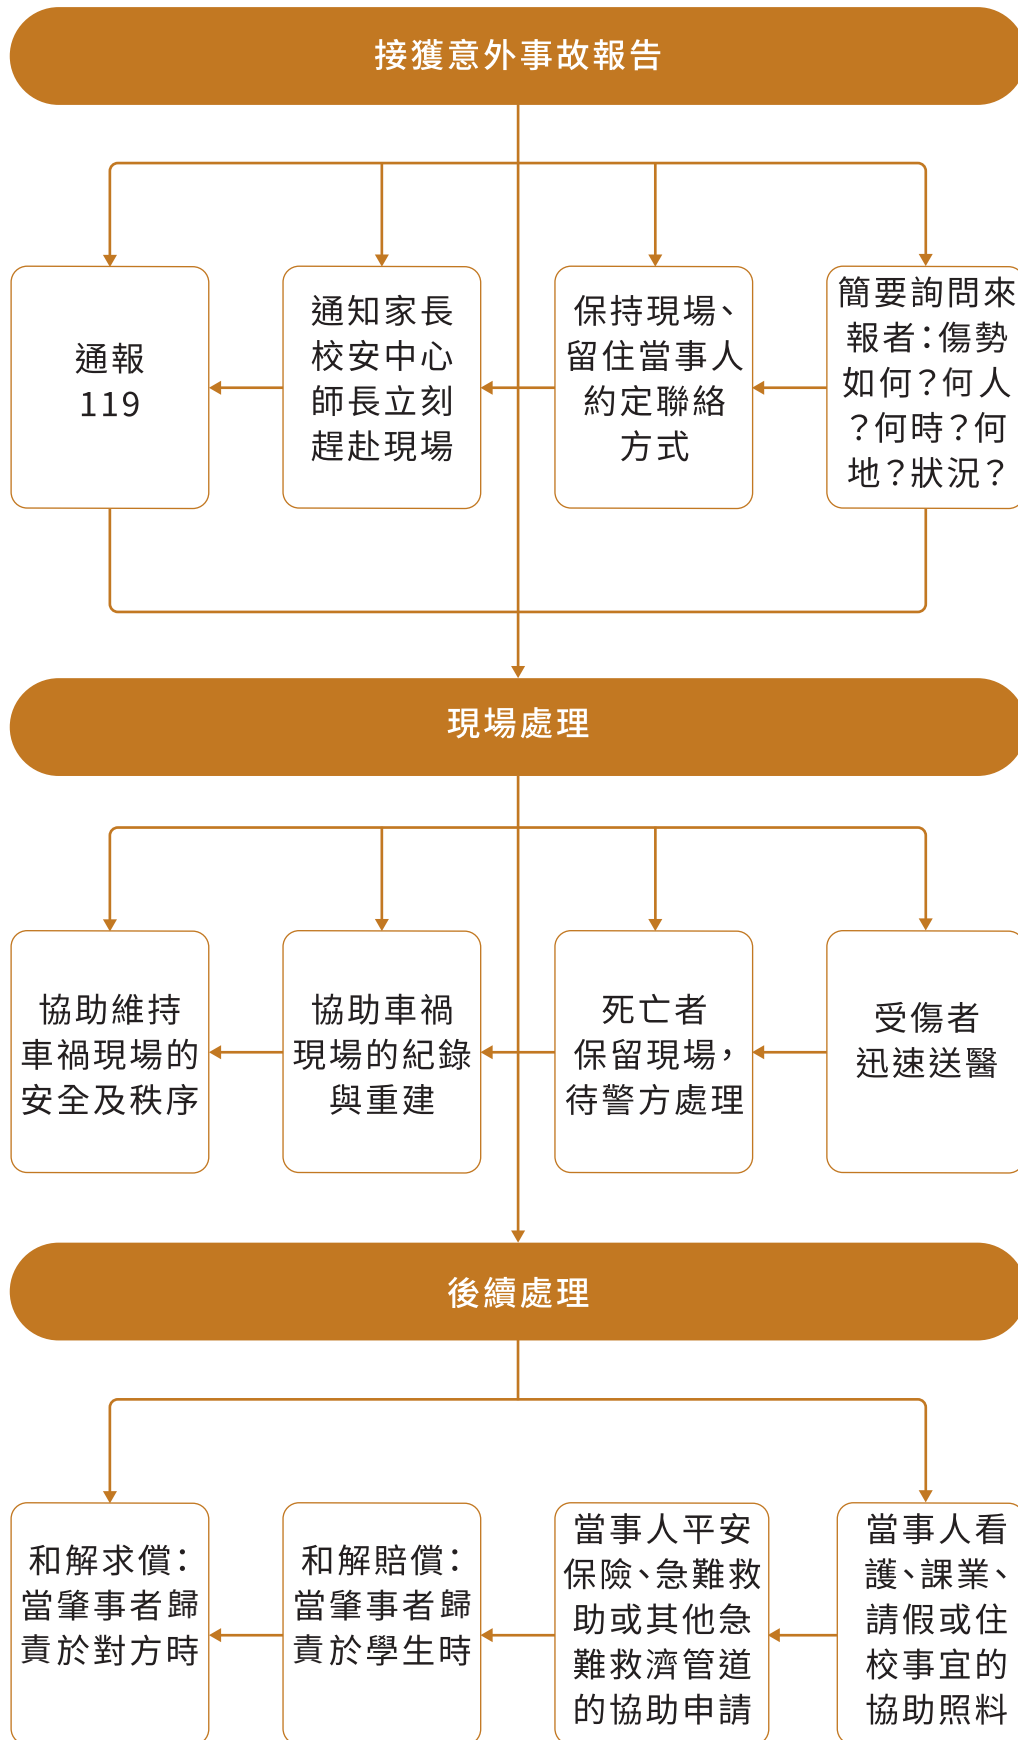 接獲意外事故報告
通報
119
通知家長
校安中心
師長立刻
趕赴現場
保持現場、
留住當事人
約定聯絡
方式
簡要詢問來
報者：傷勢
如何？何人
？何時？何
地？狀況？
現場處理
協助維持
車禍現場的
安全及秩序
協助車禍
現場的紀錄
與重建
死亡者
保留現場，
待警方處理
受傷者
迅速送醫
後續處理
和解求償：
當肇事者歸
責於對方時
和解賠償：
當肇事者歸
責於學生時
當事人平安
保險、急難救
助或其他急
難救濟管道
的協助申請
當事人看
護、課業、
請假或住
校事宜的
協助照料